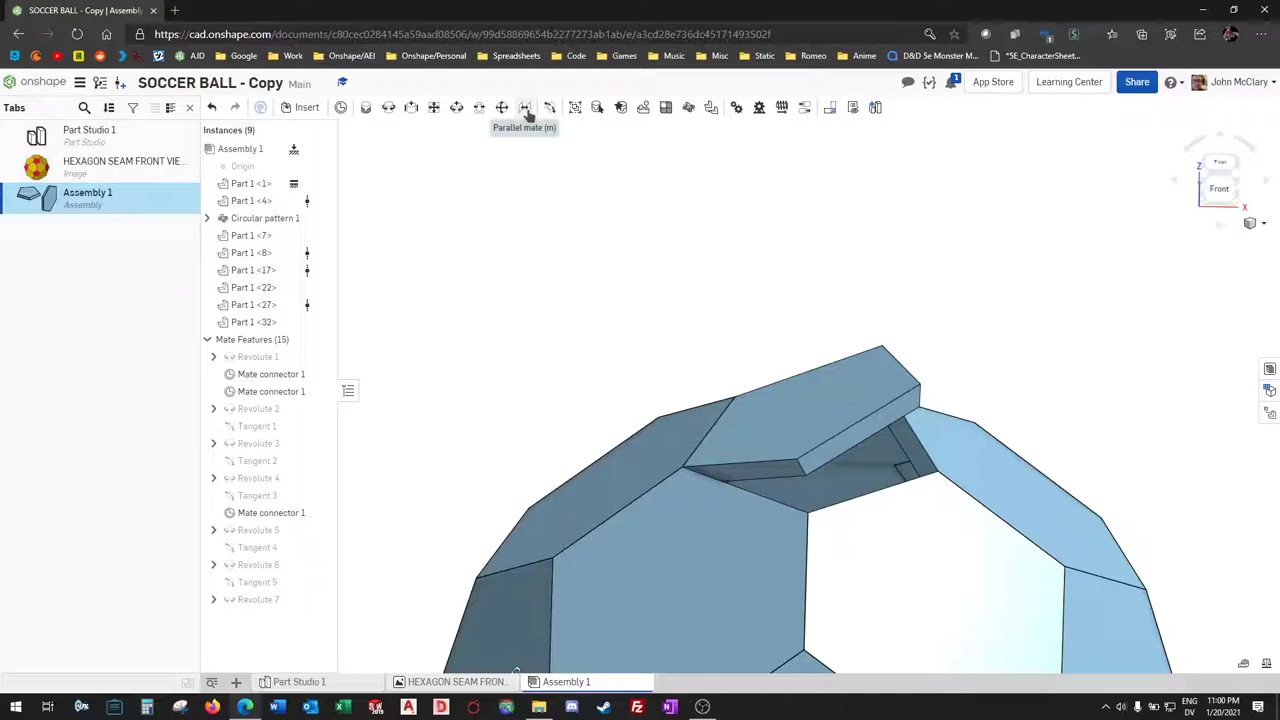 SOCCER BALL - Copy | Assembly
https://cad.onshape.com/documents/c80cec0284145a59aad08506/w/99d58869654b2277273ab1ab/e/a3cd28e736dc45171493502f
AJD Google Onshape/AEI Onshape/Personal Spreadsheets Code Games Music Misc Static Romeo Anime D&D 5e Monster M... *5E_CharacterSheet...
onshape SOCCER BALL - Copy Main App Store Learning Center Share John McClary
Tabs Insert
Parallel mate (m)
Part Studio 1
Part Studio
HEXAGON SEAM FRONT VIE...
Image
Assembly 1
Assembly
Instances (9)
Assembly 1
Origin
Part 1 <1>
Part 1 <4>
Circular pattern 1
Part 1 <7>
Part 1 <8>
Part 1 <17>
Part 1 <22>
Part 1 <27>
Part 1 <32>
Mate Features (15)
Revolute 1
Mate connector 1
Mate connector 1
Revolute 2
Tangent 1
Revolute 3
Tangent 2
Revolute 4
Tangent 3
Mate connector 1
Revolute 5
Tangent 4
Revolute 6
Tangent 5
Revolute 7
Top
Z
Front
X
Part Studio 1 HEXAGON SEAM FRON... Assembly 1
ENG
DV
11:00 PM
1/20/2021